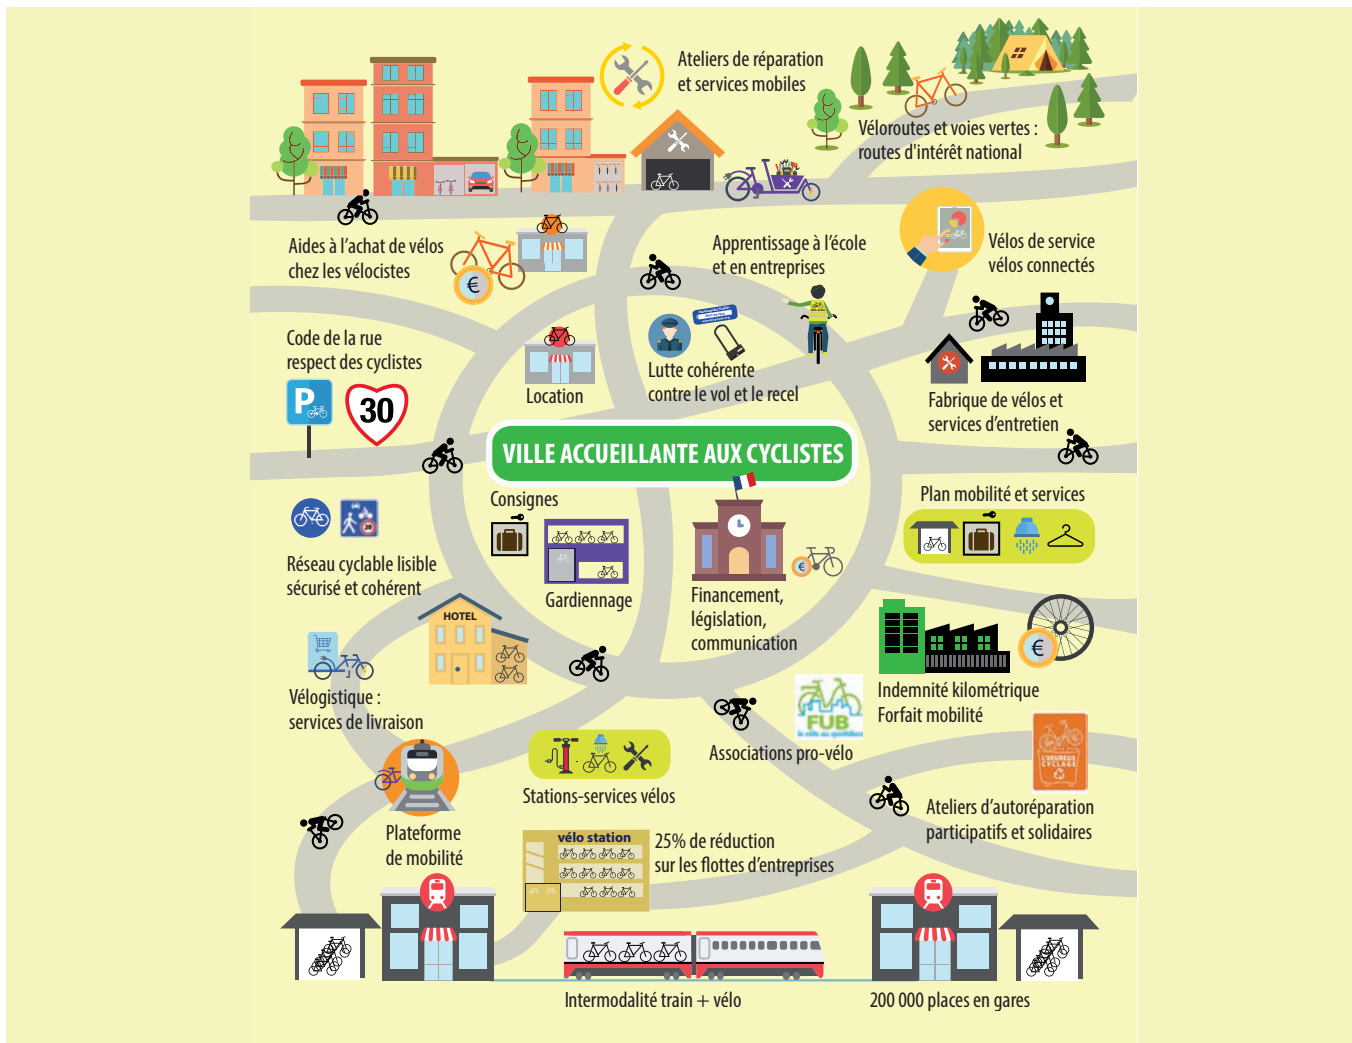 Ateliers de réparation
et services mobiles
Véloroutes et voies vertes :
routes d'intérêt national
Aides à l'achat de vélos
chez les vélocistes
€
Apprentissage à l'école
et en entreprises
Vélos de service
vélos connectés
Code de la rue
respect des cyclistes
P
30
Location
Lutte cohérente
contre le vol et le recel
Fabrique de vélos et
services d'entretien
VILLE ACCUEILLANTE AUX CYCLISTES
Consignes
Plan mobilité et services
Réseau cyclable lisible
sécurisé et cohérent
Gardiennage
€
Financement,
législation,
communication
HOTEL
€
Vélogistique :
services de livraison
Indemnité kilométrique
Forfait mobilité
FUB
Associations pro-vélo
L'HEUREUX
CYCLAGE
Stations-services vélos
Ateliers d'autoréparation
participatifs et solidaires
Plateforme
de mobilité
vélo station
25% de réduction
sur les flottes d'entreprises
Intermodalité train + vélo
200 000 places en gares